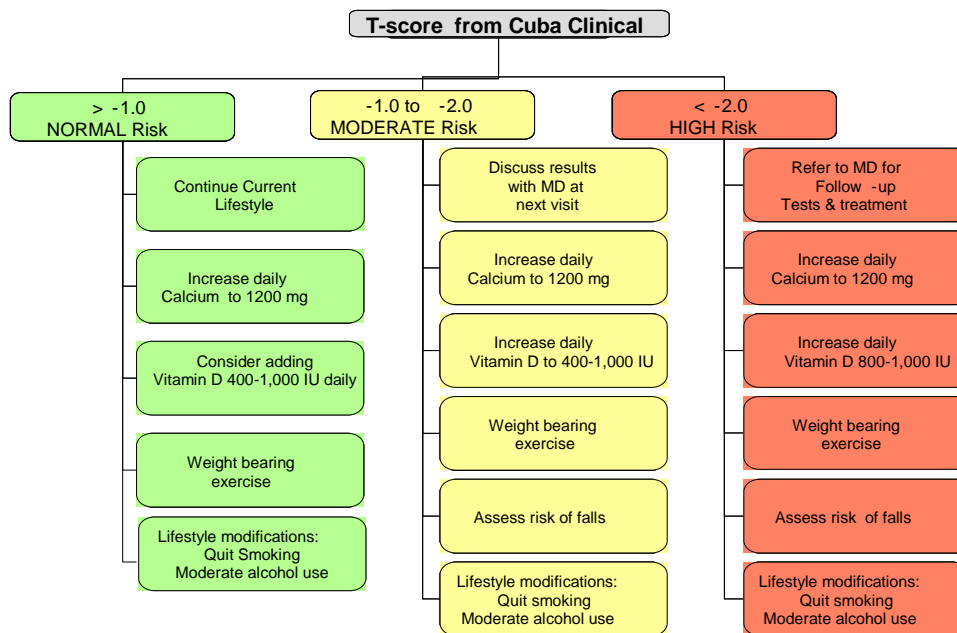 T-score from Cuba Clinical
> -1.0
NORMAL Risk
Continue Current
Lifestyle
Increase daily
Calcium to 1200 mg
Consider adding
Vitamin D 400-1,000 IU daily
Weight bearing
exercise
Lifestyle modifications:
Quit Smoking
Moderate alcohol use
-1.0 to -2.0
MODERATE Risk
Discuss results
with MD at
next visit
Increase daily
Calcium to 1200 mg
Increase daily
Vitamin D to 400-1,000 IU
Weight bearing
exercise
Assess risk of falls
Lifestyle modifications:
Quit smoking
Moderate alcohol use
< -2.0
HIGH Risk
Refer to MD for
Follow -up
Tests & treatment
Increase daily
Calcium to 1200 mg
Increase daily
Vitamin D 800-1,000 IU
Weight bearing
exercise
Assess risk of falls
Lifestyle modifications:
Quit smoking
Moderate alcohol use